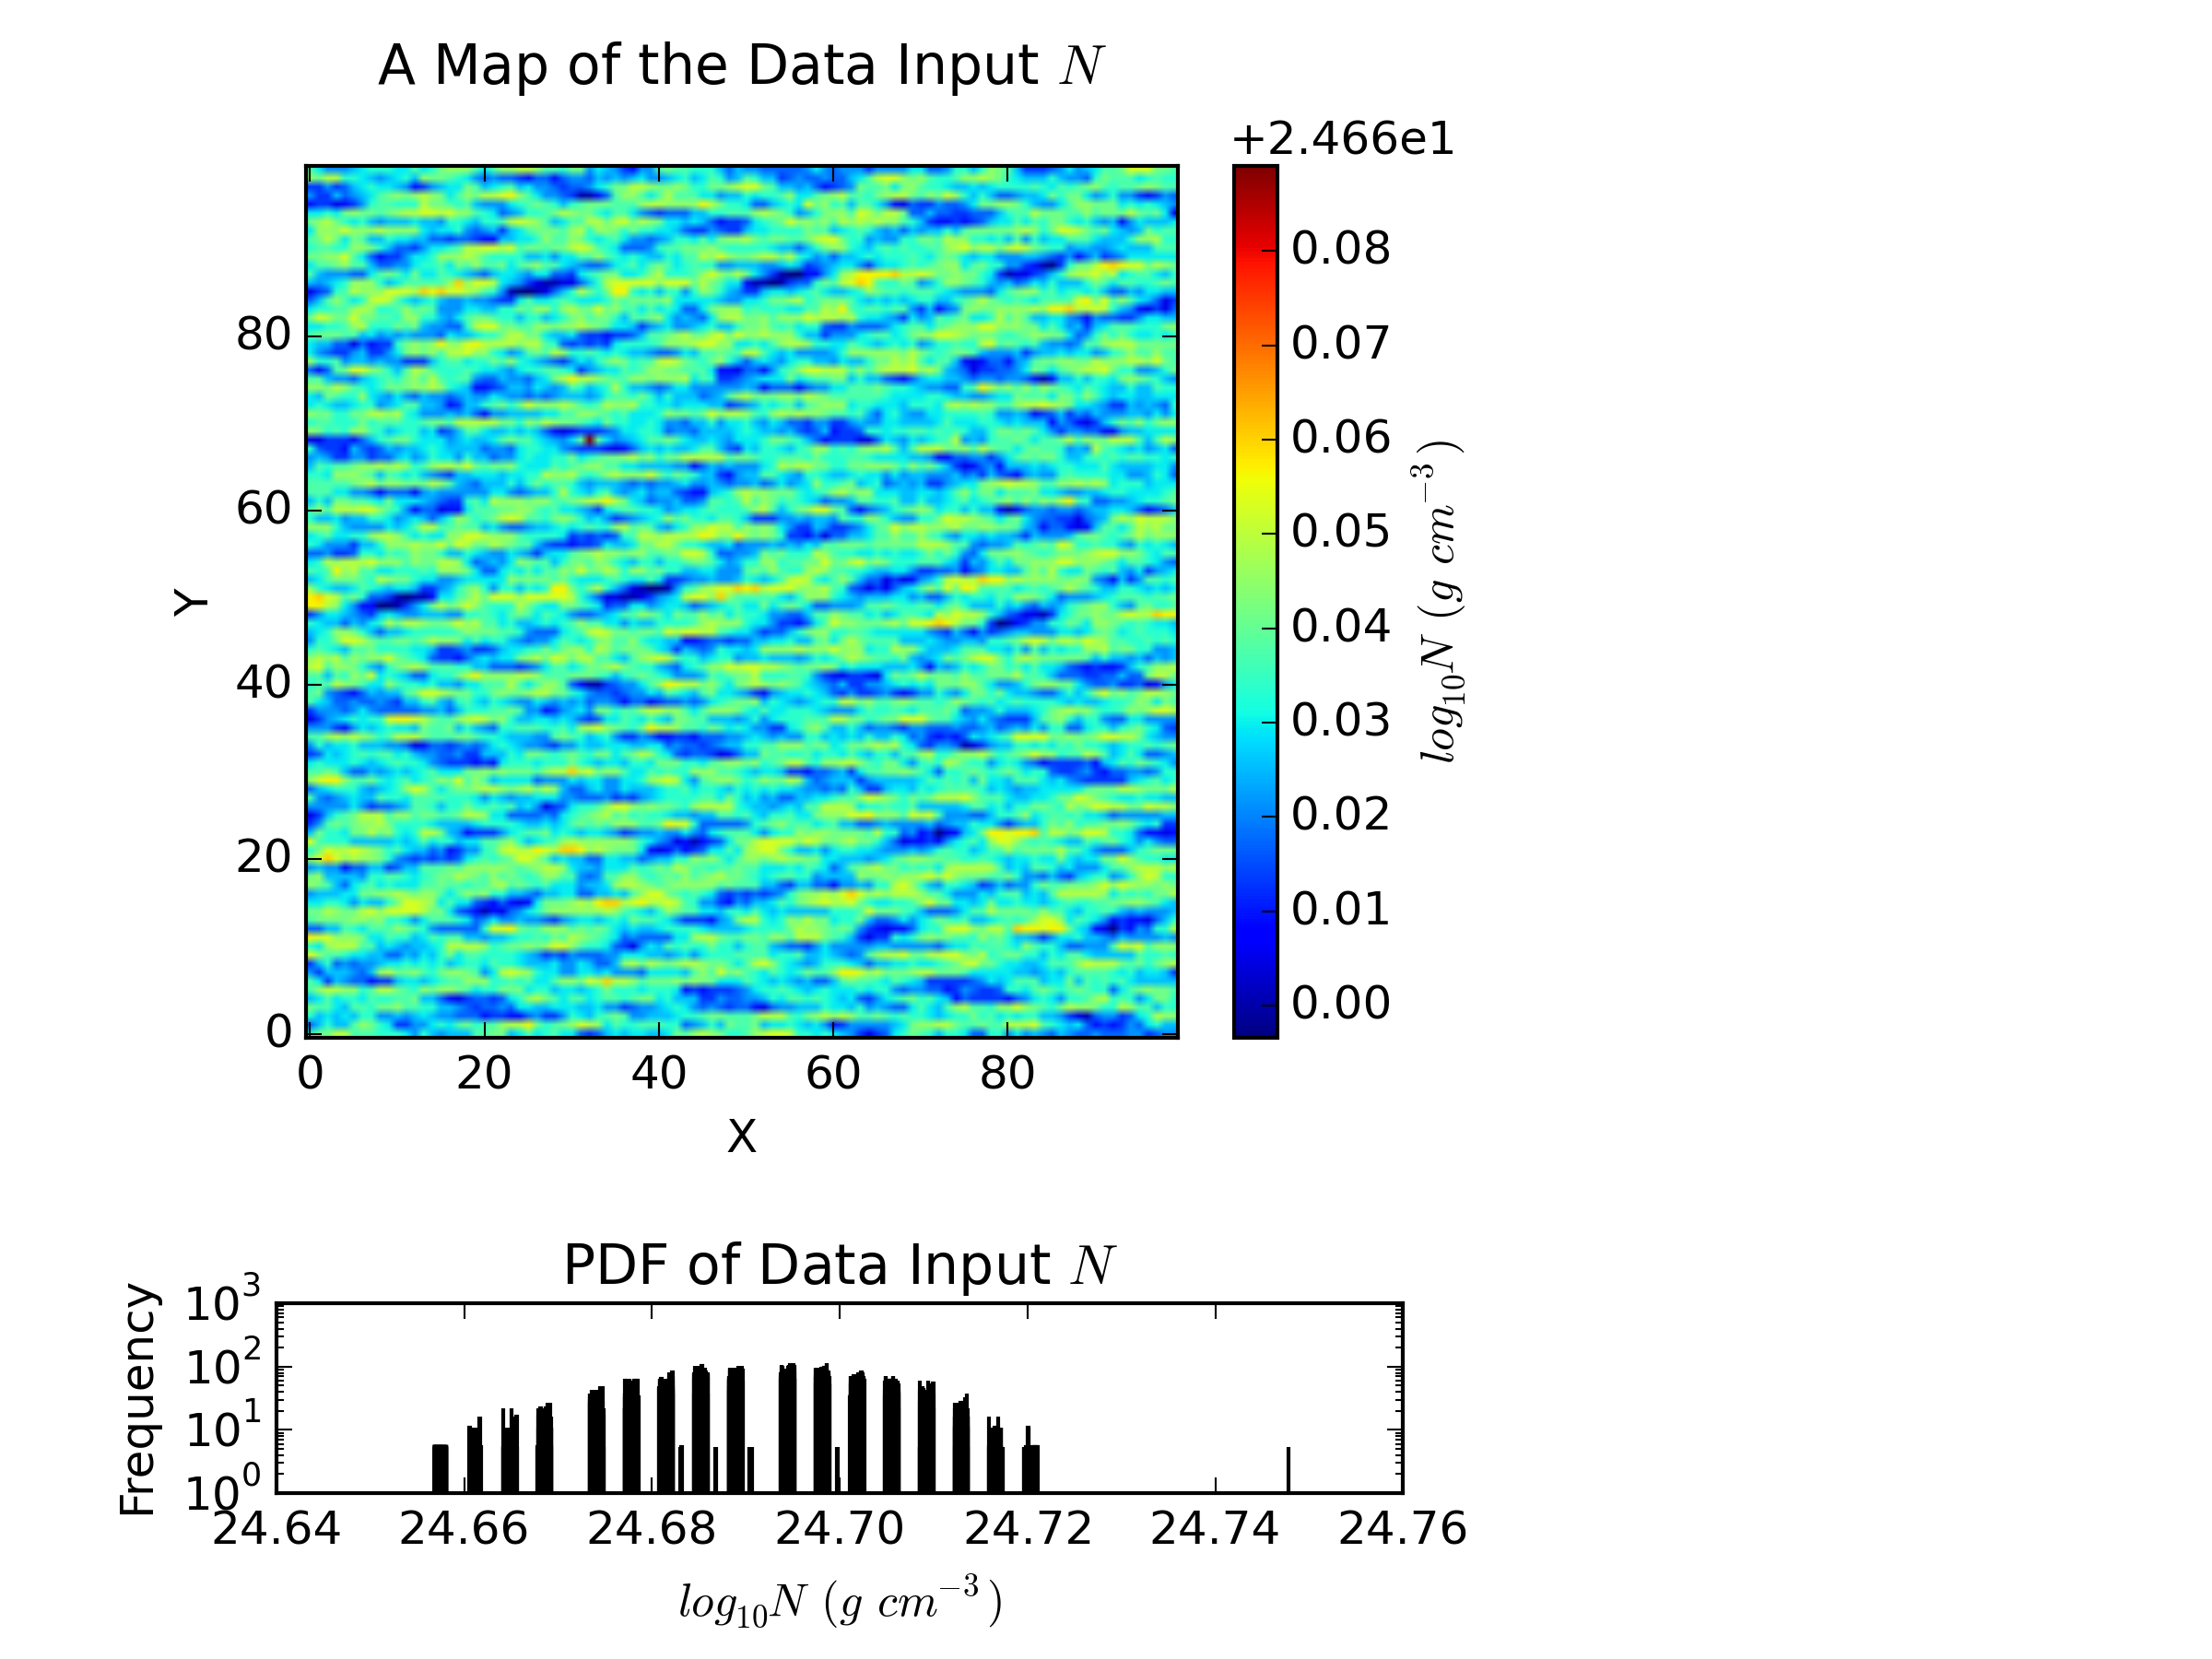 A Map of the Data Input N
+2.466e1
0.08
0.07
0.06
0.05
0.04
0.03
0.02
0.01
0.00
log₁₀N (g cm⁻³)
80
60
40
20
0
Y
0 20 40 60 80
X
PDF of Data Input N
Frequency
10³
10²
10¹
10⁰
24.64 24.66 24.68 24.70 24.72 24.74 24.76
log₁₀N (g cm⁻³)